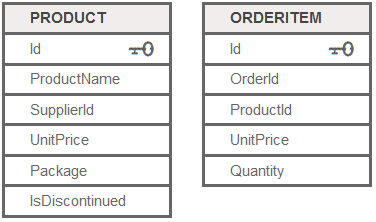 PRODUCT
Id
ProductName
SupplierId
UnitPrice
Package
IsDiscontinued
ORDERITEM
Id
OrderId
ProductId
UnitPrice
Quantity